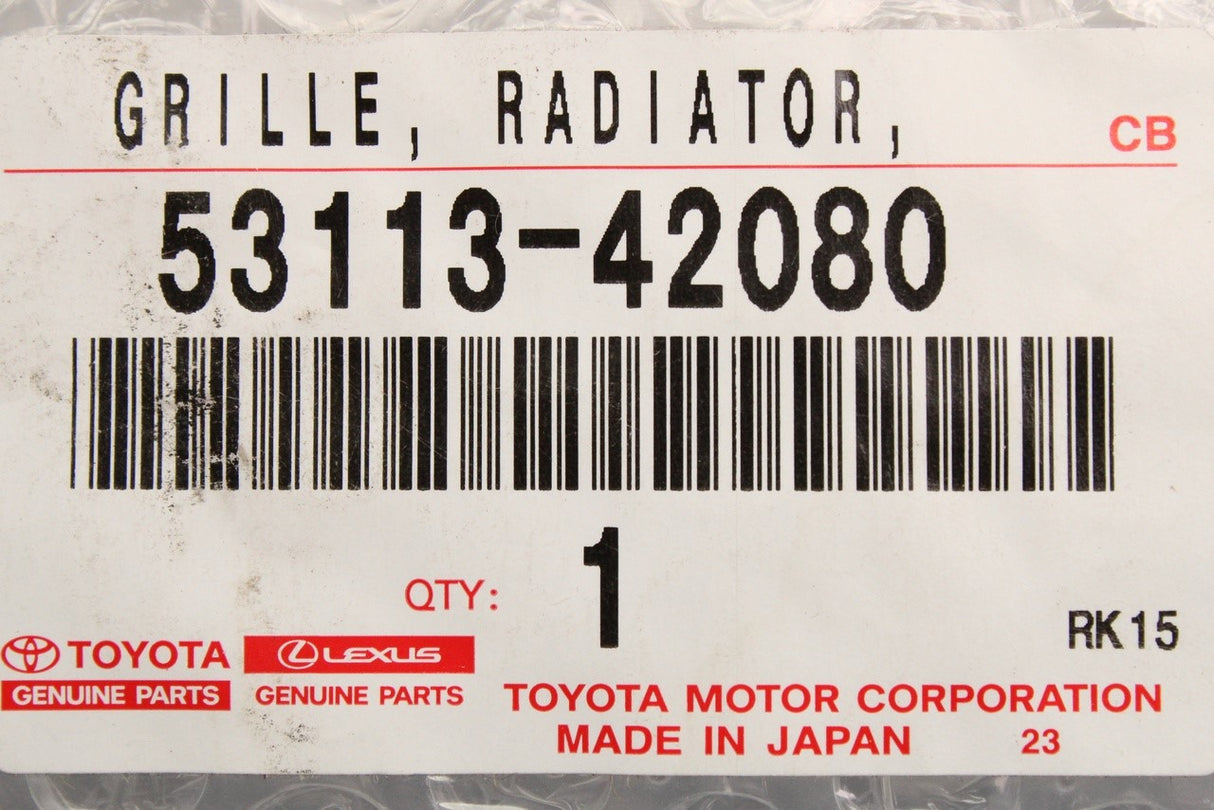 GRILLE, RADIATOR,
CB
53113-42080
QTY: 1
RK15
TOYOTA
GENUINE PARTS
LEXUS
GENUINE PARTS
TOYOTA MOTOR CORPORATION
MADE IN JAPAN 23